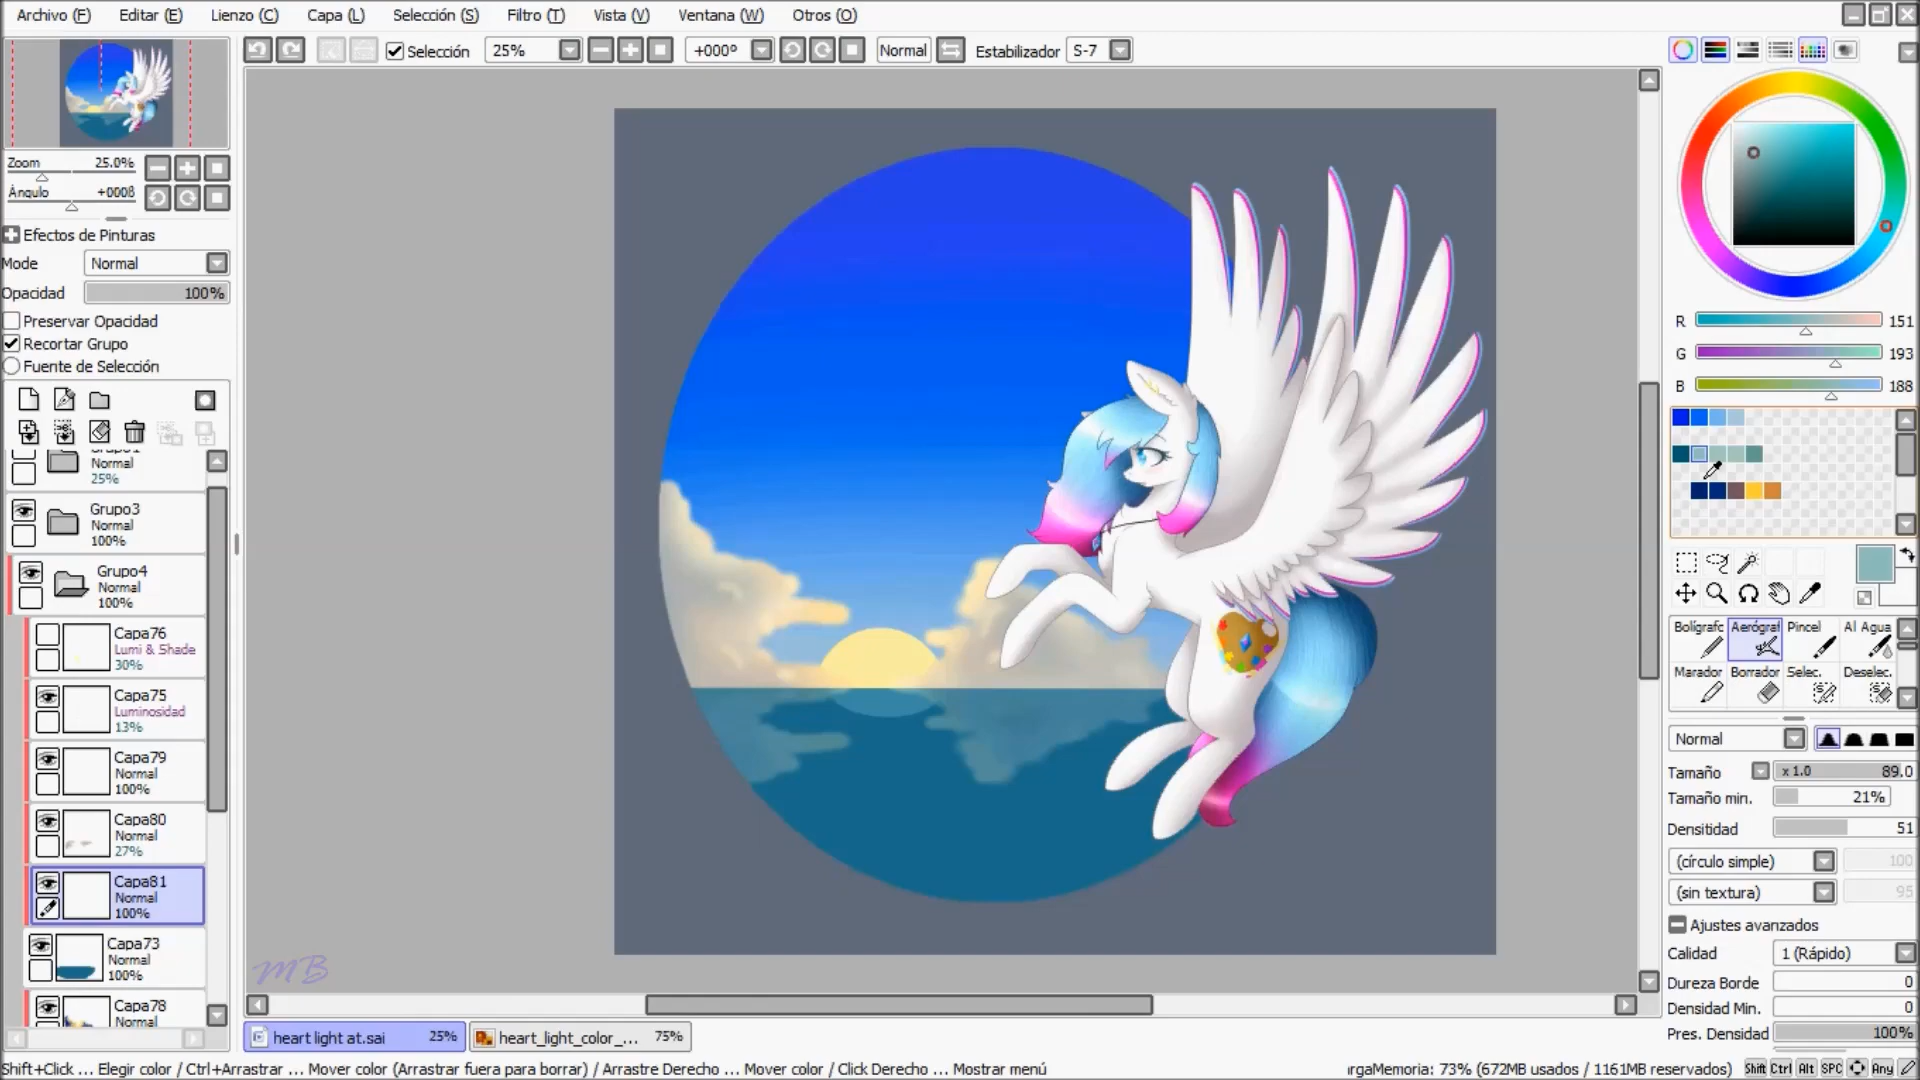 Archivo (F) Editar (E) Lienzo (C) Capa (L) Selección (S) Filtro (T) Vista (V) Ventana (W) Otros (O)
Selección 25% +000º Normal Estabilizador S-7
Zoom 25.0%
Ángulo +000ß
Efectos de Pinturas
Mode Normal
Opacidad 100%
Preservar Opacidad
Recortar Grupo
Fuente de Selección
Normal
25%
Grupo3
Normal
100%
Grupo4
Normal
100%
Capa76
Lumi & Shade
30%
Capa75
Luminosidad
13%
Capa79
Normal
100%
Capa80
Normal
27%
Capa81
Normal
100%
Capa73
Normal
100%
Capa78
Normal
MB
heart light at.sai 25% heart_light_color_... 75%
R 151
G 193
B 188
Bolígrafc Aerógraf Pincel Al Agua
Marador Borrador Selec. Deselec.
Normal
Tamaño x 1.0 89.0
Tamaño min. 21%
Densitidad 51
(círculo simple) 100
(sin textura) 95
Ajustes avanzados
Calidad 1 (Rápido)
Dureza Borde 0
Densidad Min. 0
Pres. Densidad 100%
Shift+Click ... Elegir color / Ctrl+Arrastrar ... Mover color (Arrastrar fuera para borrar) / Arrastre Derecho ... Mover color / Click Derecho ... Mostrar menú rgaMemoria: 73% (672MB usados / 1161MB reservados) Shift Ctrl Alt SPC Any